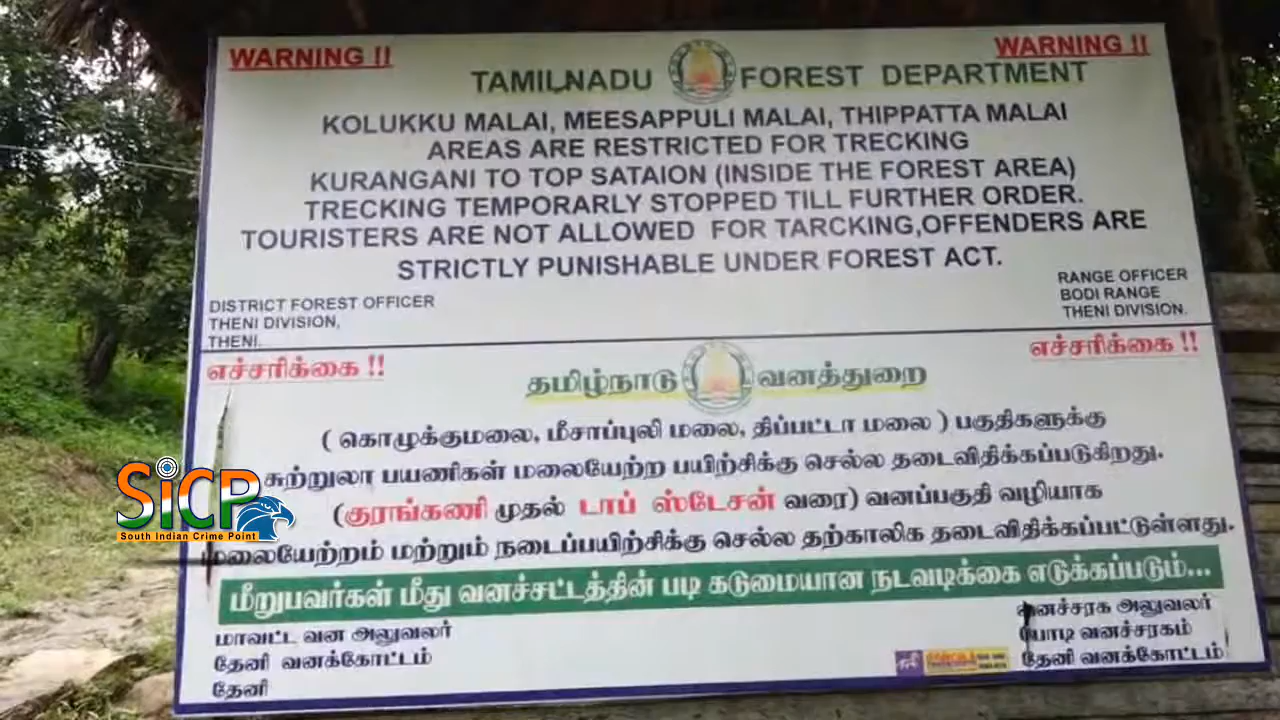 WARNING !!
WARNING !!
TAMILNADU FOREST DEPARTMENT
KOLUKKU MALAI, MEESAPPULI MALAI, THIPPATTA MALAI
AREAS ARE RESTRICTED FOR TRECKING
KURANGANI TO TOP SATAION (INSIDE THE FOREST AREA)
TRECKING TEMPORARLY STOPPED TILL FURTHER ORDER.
TOURISTERS ARE NOT ALLOWED FOR TARCKING,OFFENDERS ARE
STRICTLY PUNISHABLE UNDER FOREST ACT.
DISTRICT FOREST OFFICER
THENI DIVISION,
THENI.
RANGE OFFICER
BODI RANGE
THENI DIVISION.
எச்சரிக்கை !!
எச்சரிக்கை !!
தமிழ்நாடு வனத்துறை
( கொழுக்குமலை, மீசாப்புலி மலை, திப்பட்டா மலை ) பகுதிகளுக்கு
சுற்றுலா பயணிகள் மலையேற்ற பயிற்சிக்கு செல்ல தடைவிதிக்கப்படுகிறது.
(குரங்கணி முதல் டாப் ஸ்டேசன் வரை) வனப்பகுதி வழியாக
மலையேற்றம் மற்றும் நடைப்பயிற்சிக்கு செல்ல தற்காலிக தடைவிதிக்கப்பட்டுள்ளது.
மீறுபவர்கள் மீது வனச்சட்டத்தின் படி கடுமையான நடவடிக்கை எடுக்கப்படும்...
மாவட்ட வன அலுவலர்
தேனி வனக்கோட்டம்
தேனி
வனச்சரக அலுவலர்
போடி வனச்சரகம்
தேனி வனக்கோட்டம்
SiCP
South Indian Crime Point